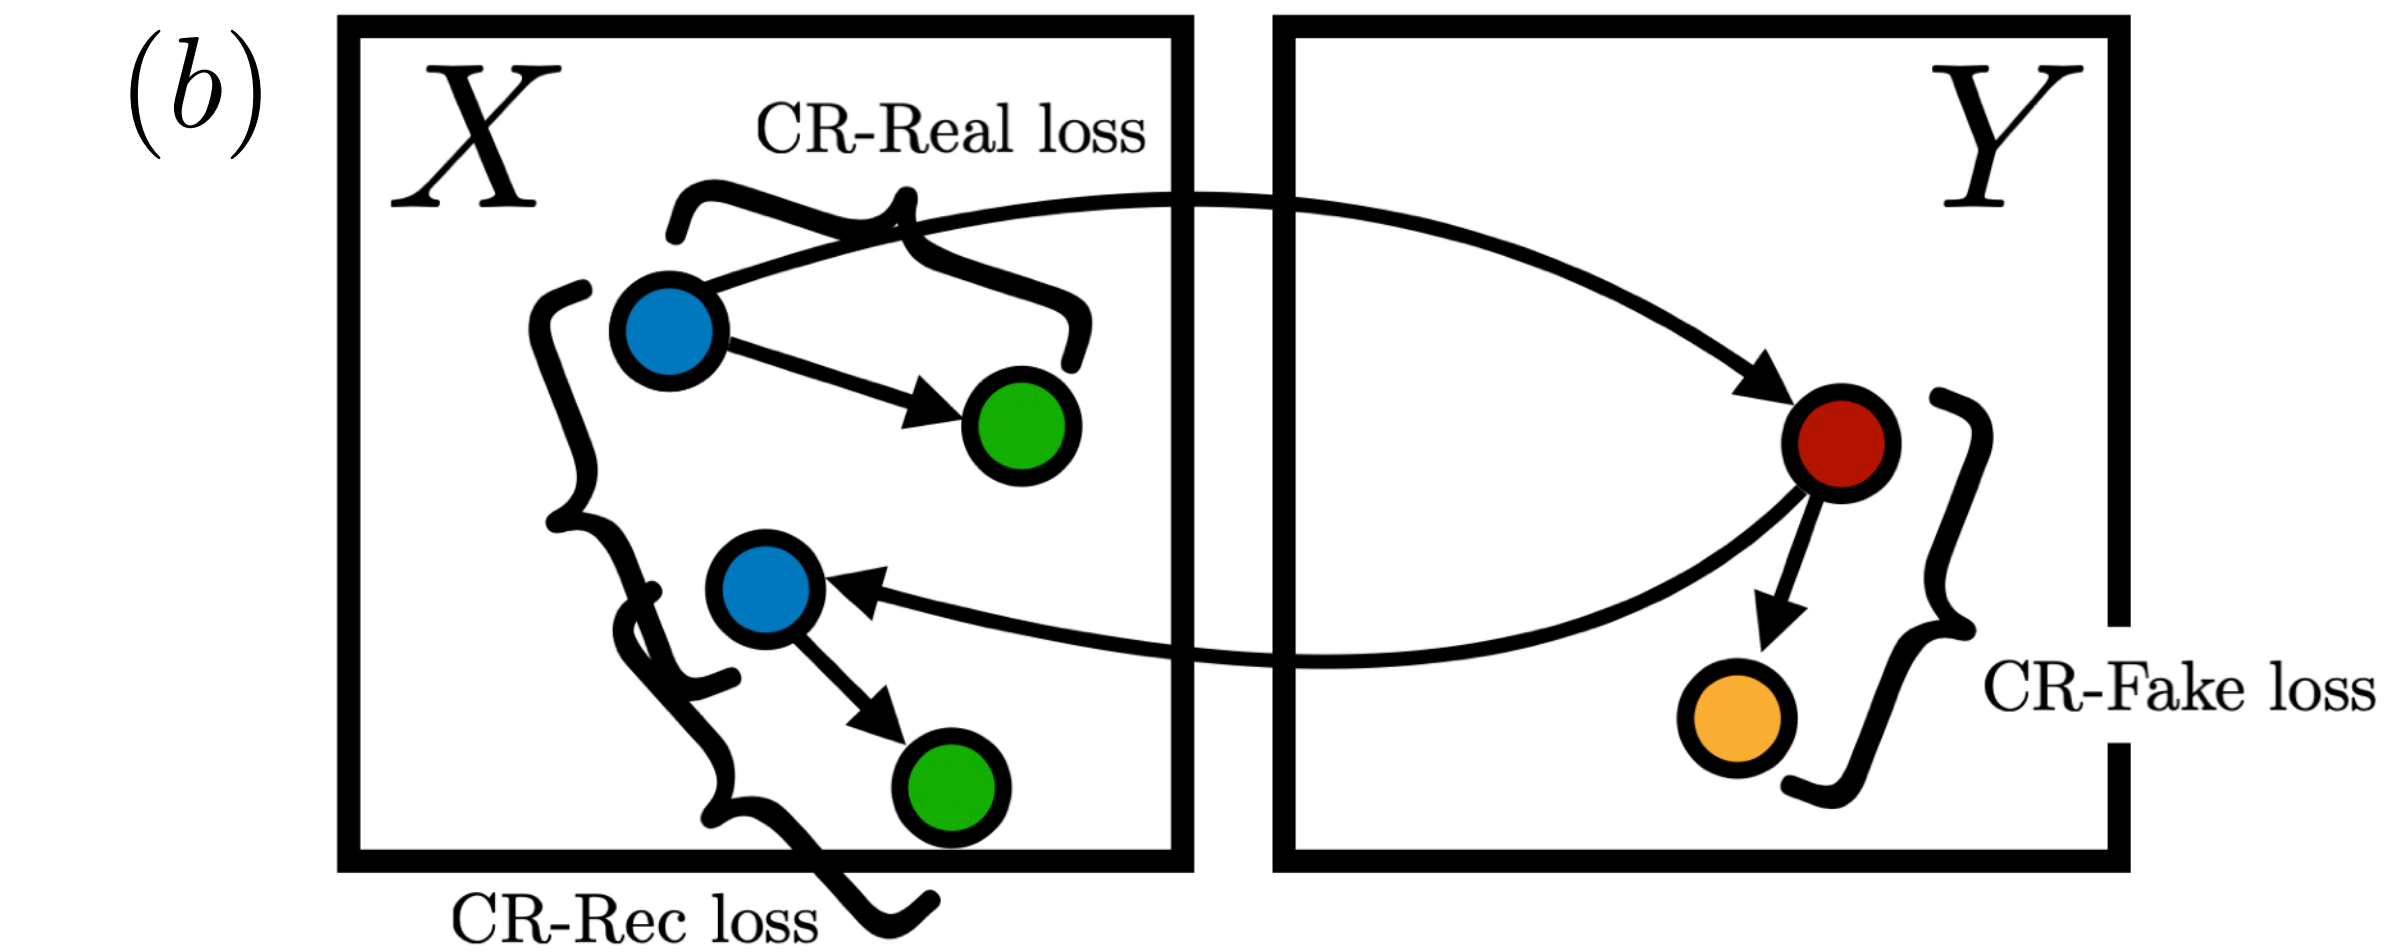 (b)
X
CR-Real loss
Y
CR-Fake loss
CR-Rec loss